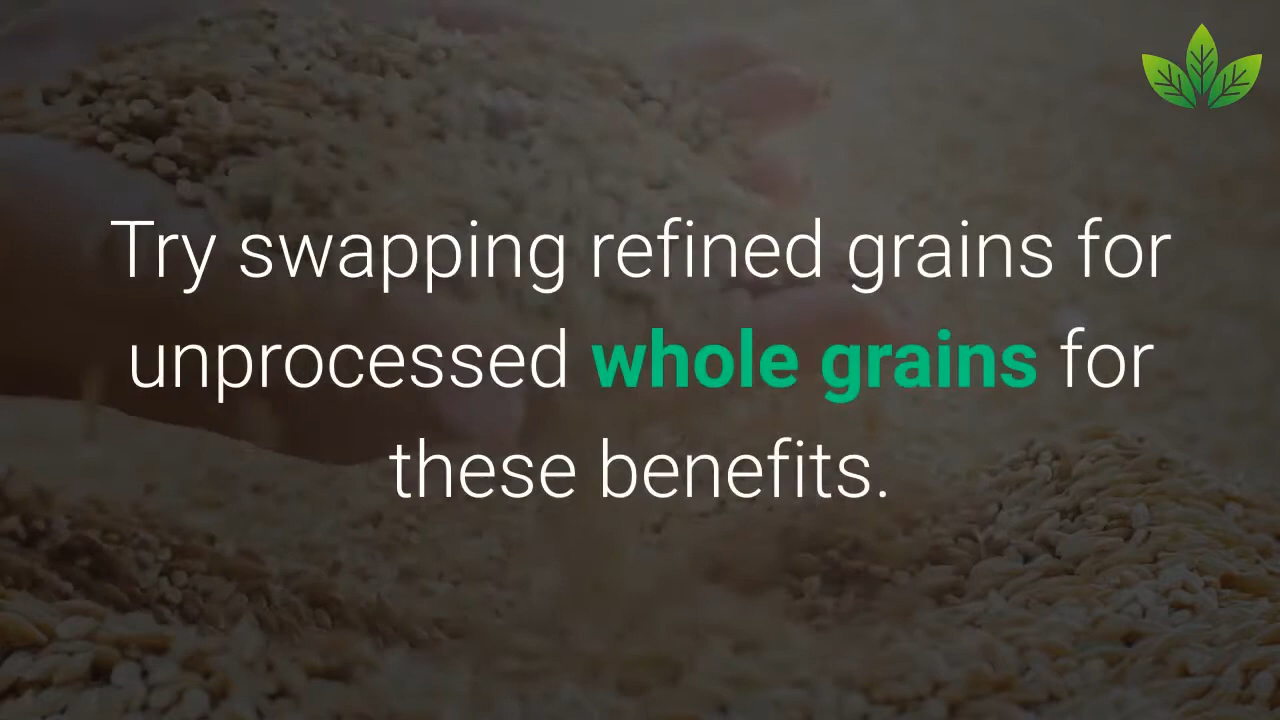 Try swapping refined grains for
unprocessed whole grains for
these benefits.